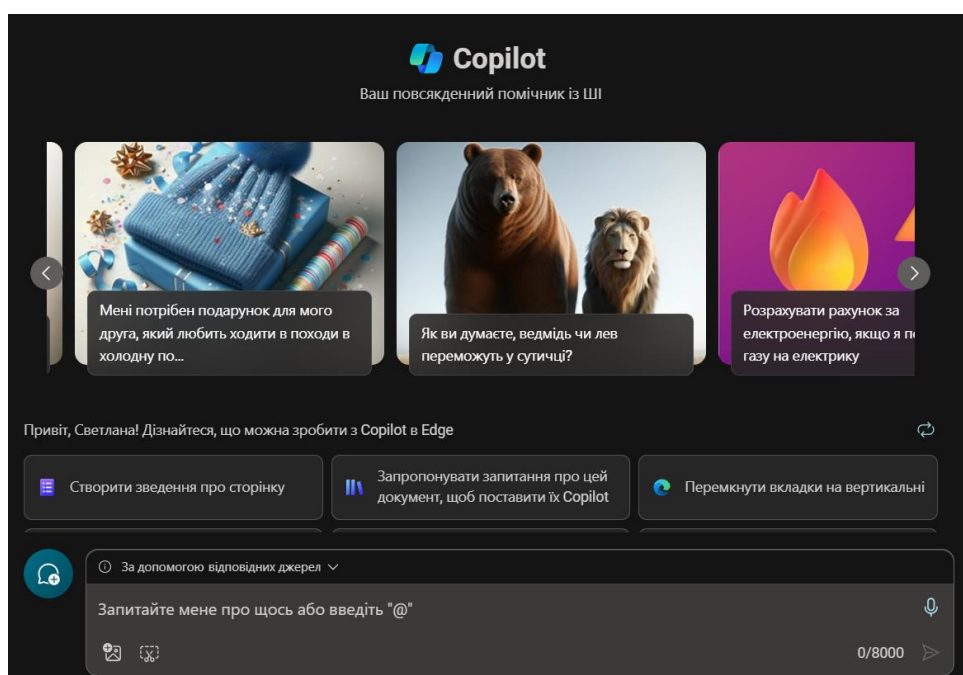 Copilot
Ваш повсякденний помічник із ШІ
Мені потрібен подарунок для мого
друга, який любить ходити в походи в
холодну по...
Як ви думаєте, ведмідь чи лев
переможуть у сутичці?
Розрахувати рахунок за
електроенергію, якщо я
газу на електрику
Привіт, Светлана! Дізнайтеся, що можна зробити з Copilot в Edge
Створити зведення про сторінку
Запропонувати запитання про цей
документ, щоб поставити їх Copilot
Перемкнути вкладки на вертикальні
За допомогою відповідних джерел
Запитайте мене про щось або введіть "@"
0/8000